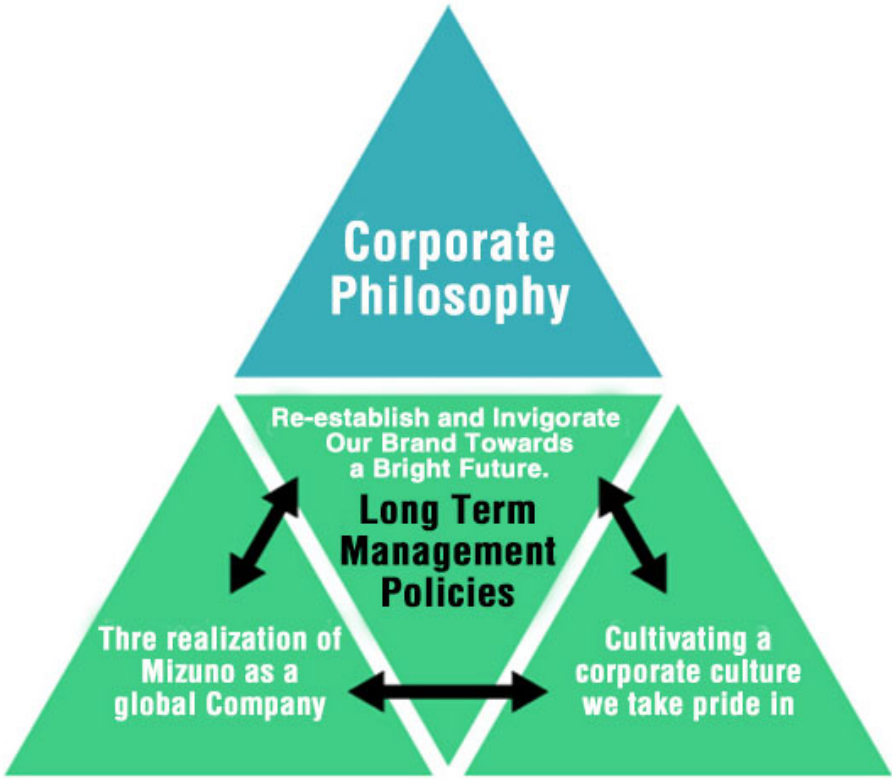 Corporate
Philosophy
Re-establish and Invigorate
Our Brand Towards
a Bright Future.
Long Term
Management
Policies
Thre realization of
Mizuno as a
global Company
Cultivating a
corporate culture
we take pride in